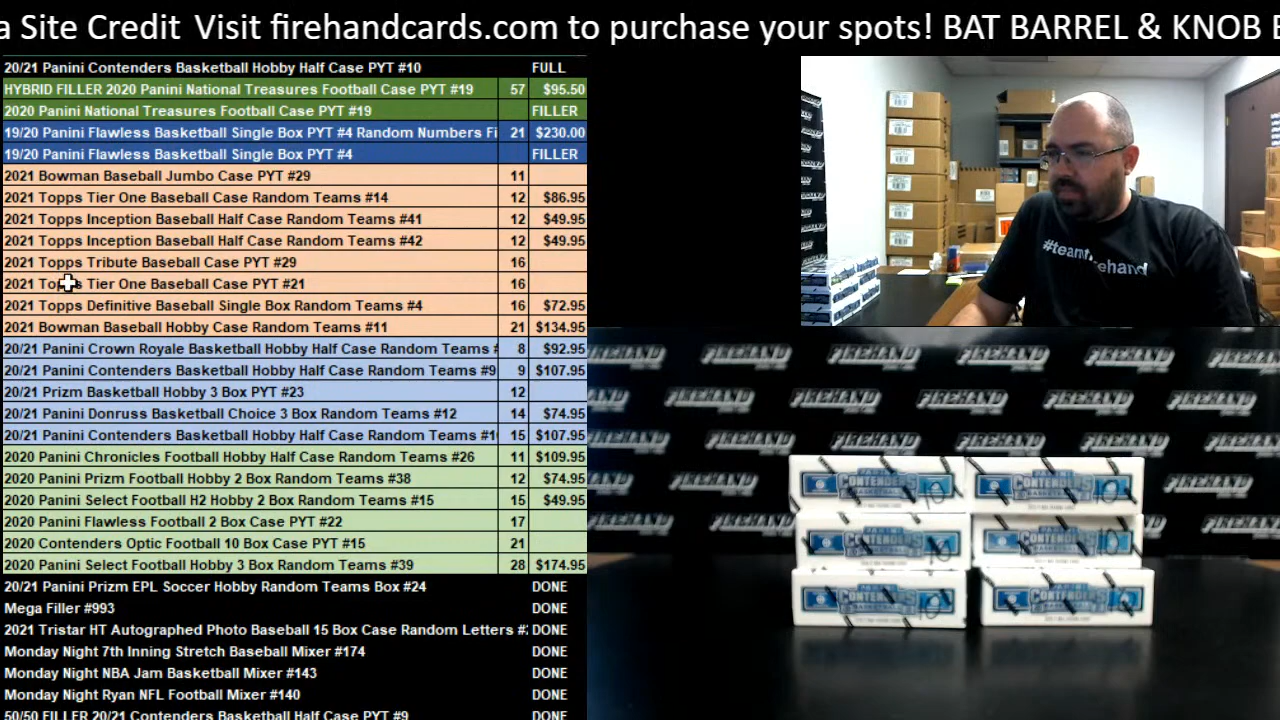 a Site Credit Visit firehandcards.com to purchase your spots! BAT BARREL & KNOB
20/21 Panini Contenders Basketball Hobby Half Case PYT #10 FULL
HYBRID FILLER 2020 Panini National Treasures Football Case PYT #19 57 $95.50
2020 Panini National Treasures Football Case PYT #19 FILLER
19/20 Panini Flawless Basketball Single Box PYT #4 Random Numbers Fi 21 $230.00
19/20 Panini Flawless Basketball Single Box PYT #4 FILLER
2021 Bowman Baseball Jumbo Case PYT #29 11
2021 Topps Tier One Baseball Case Random Teams #14 12 $86.95
2021 Topps Inception Baseball Half Case Random Teams #41 12 $49.95
2021 Topps Inception Baseball Half Case Random Teams #42 12 $49.95
2021 Topps Tribute Baseball Case PYT #29 16
2021 Topps Tier One Baseball Case PYT #21 16
2021 Topps Definitive Baseball Single Box Random Teams #4 16 $72.95
2021 Bowman Baseball Hobby Case Random Teams #11 21 $134.95
20/21 Panini Crown Royale Basketball Hobby Half Case Random Teams # 8 $92.95
20/21 Panini Contenders Basketball Hobby Half Case Random Teams #9 9 $107.95
20/21 Prizm Basketball Hobby 3 Box PYT #23 12
20/21 Panini Donruss Basketball Choice 3 Box Random Teams #12 14 $74.95
20/21 Panini Contenders Basketball Hobby Half Case Random Teams #1 15 $107.95
2020 Panini Chronicles Football Hobby Half Case Random Teams #26 11 $109.95
2020 Panini Prizm Football Hobby 2 Box Random Teams #38 12 $74.95
2020 Panini Select Football H2 Hobby 2 Box Random Teams #15 15 $49.95
2020 Panini Flawless Football 2 Box Case PYT #22 17
2020 Contenders Optic Football 10 Box Case PYT #15 21
2020 Panini Select Football Hobby 3 Box Random Teams #39 28 $174.95
20/21 Panini Prizm EPL Soccer Hobby Random Teams Box #24 DONE
Mega Filler #993 DONE
2021 Tristar HT Autographed Photo Baseball 15 Box Case Random Letters #2 DONE
Monday Night 7th Inning Stretch Baseball Mixer #174 DONE
Monday Night NBA Jam Basketball Mixer #143 DONE
Monday Night Ryan NFL Football Mixer #140 DONE
50/50 FILLER 20/21 Contenders Basketball Half Case PYT #9 DONE
FIREHAND
CONTENDERS
CONTENDERS
CONTENDERS
CONTENDERS
CONTENDERS
CONTENDERS